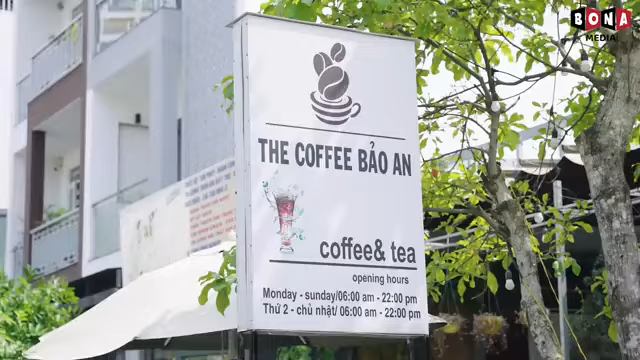 BONA
MEDIA
THE COFFEE BẢO AN
coffee& tea
opening hours
Monday - sunday/06:00 am - 22:00 pm
Thứ 2 - chủ nhật/ 06:00 am - 22:00 pm